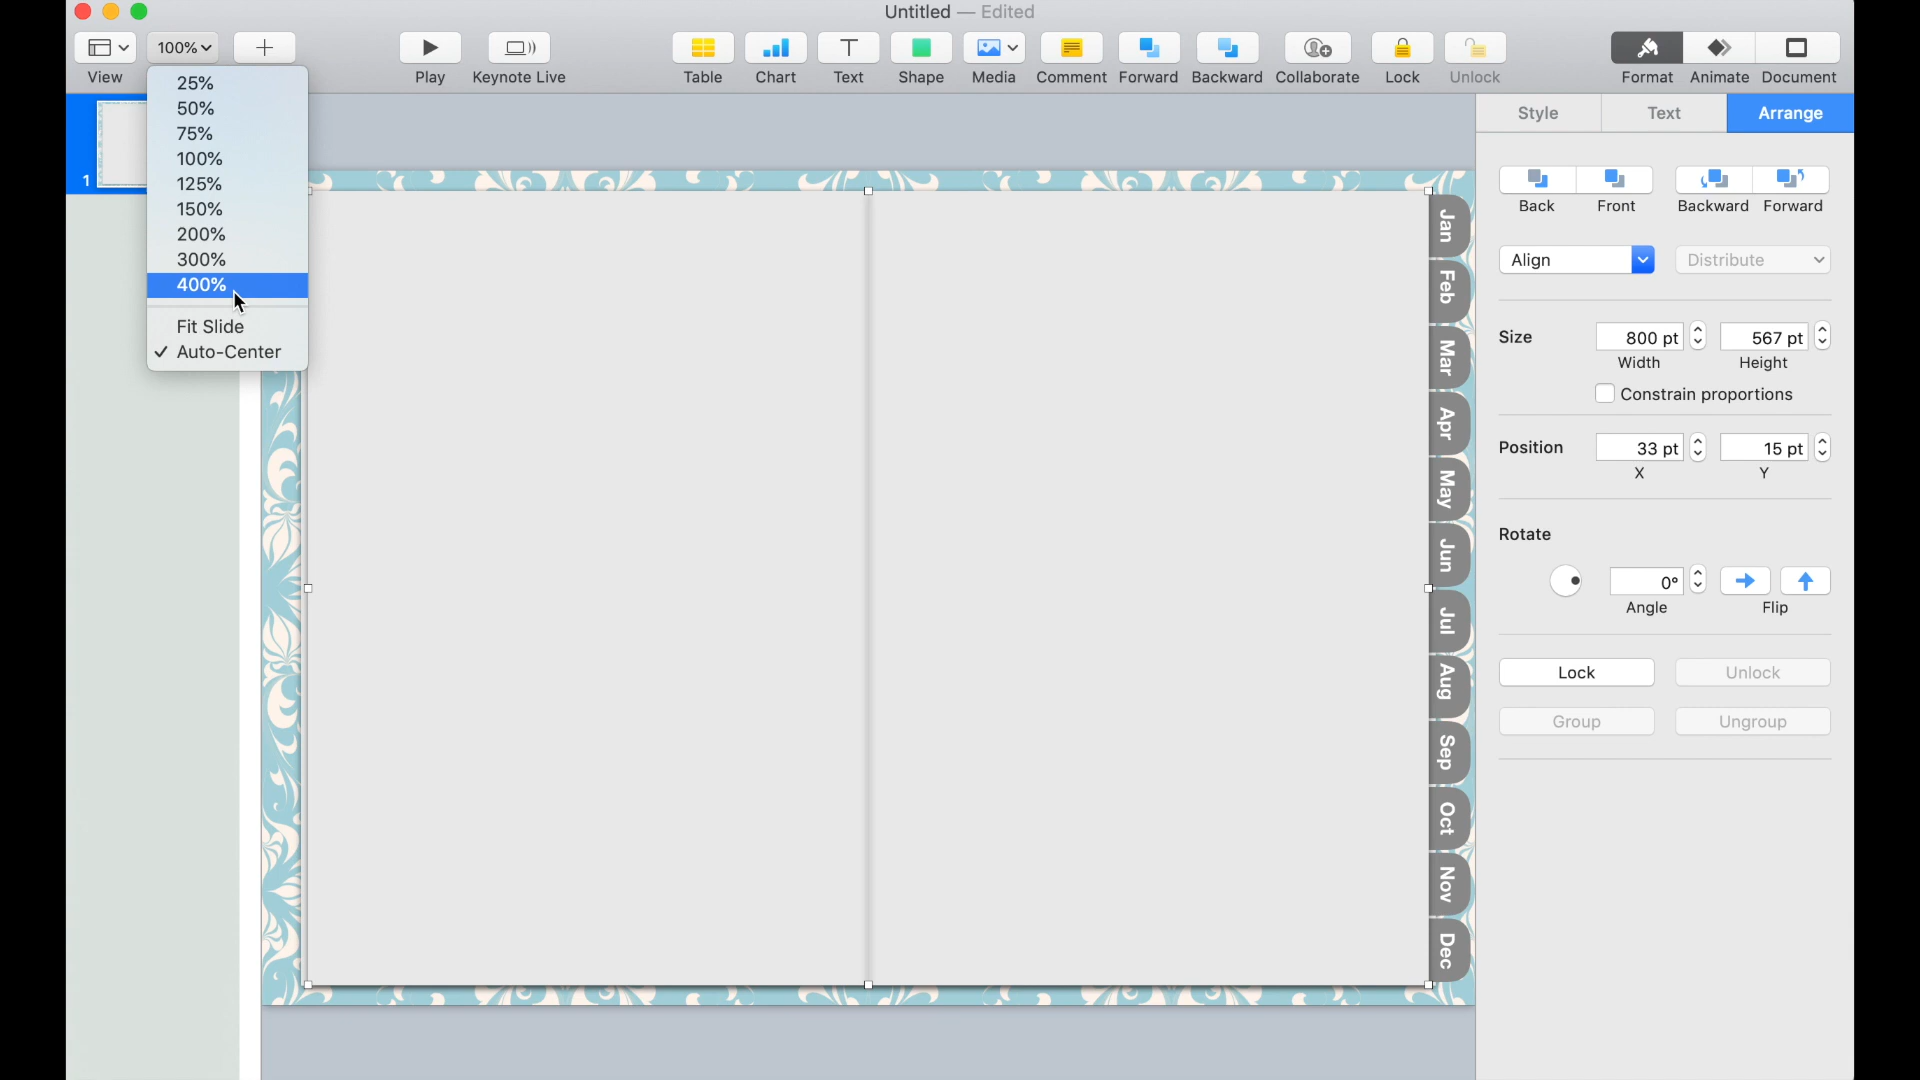 Untitled — Edited
100%
View
Play
Keynote Live
Table
Chart
Text
Shape
Media
Comment
Forward
Backward
Collaborate
Lock
Unlock
Format
Animate
Document
25%
50%
75%
100%
125%
150%
200%
300%
400%
Fit Slide
✓ Auto-Center
1
Jan
Feb
Mar
Apr
May
Jun
Jul
Aug
Sep
Oct
Nov
Dec
Style
Text
Arrange
Back
Front
Backward
Forward
Align
Distribute
Size
800 pt
567 pt
Width
Height
Constrain proportions
Position
33 pt
15 pt
X
Y
Rotate
0°
Angle
Flip
Lock
Unlock
Group
Ungroup